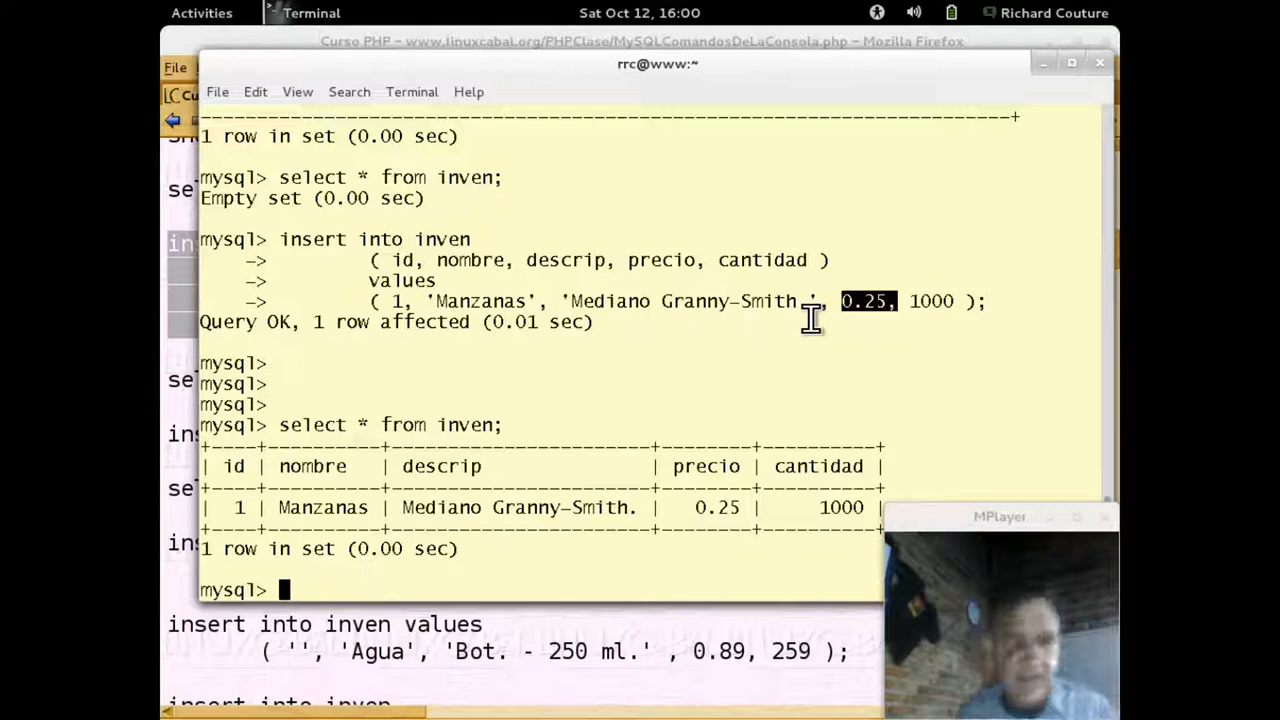 Activities Terminal Sat Oct 12, 16:00 Richard Couture
Curso PHP - www.linuxcabal.org/PHPClase/MySQLComandosDeLaConsola.php - Mozilla Firefox
File
rrc@www:~
File Edit View Search Terminal Help
1 row in set (0.00 sec)
mysql> select * from inven;
Empty set (0.00 sec)
mysql> insert into inven
-> ( id, nombre, descrip, precio, cantidad )
-> values
-> ( 1, 'Manzanas', 'Mediano Granny-Smith.', 0.25, 1000 );
Query OK, 1 row affected (0.01 sec)
mysql>
mysql>
mysql>
mysql> select * from inven;
+----+----------+-----------------------+--------+----------+
| id | nombre | descrip | precio | cantidad |
+----+----------+-----------------------+--------+----------+
| 1 | Manzanas | Mediano Granny-Smith. | 0.25 | 1000 |
+----+----------+-----------------------+--------+----------+
1 row in set (0.00 sec)
mysql>
MPlayer
insert into inven values
( '', 'Agua', 'Bot. - 250 ml.' , 0.89, 259 );
insert into inven